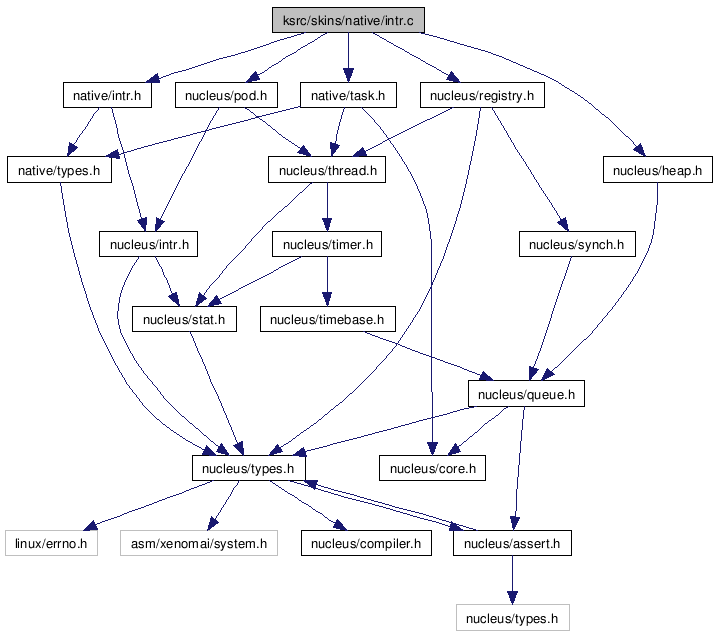 ksrc/skins/native/intr.c
native/intr.h
nucleus/pod.h
native/task.h
nucleus/registry.h
native/types.h
nucleus/thread.h
nucleus/heap.h
nucleus/intr.h
nucleus/timer.h
nucleus/synch.h
nucleus/stat.h
nucleus/timebase.h
nucleus/queue.h
nucleus/types.h
nucleus/core.h
linux/errno.h
asm/xenomai/system.h
nucleus/compiler.h
nucleus/assert.h
nucleus/types.h